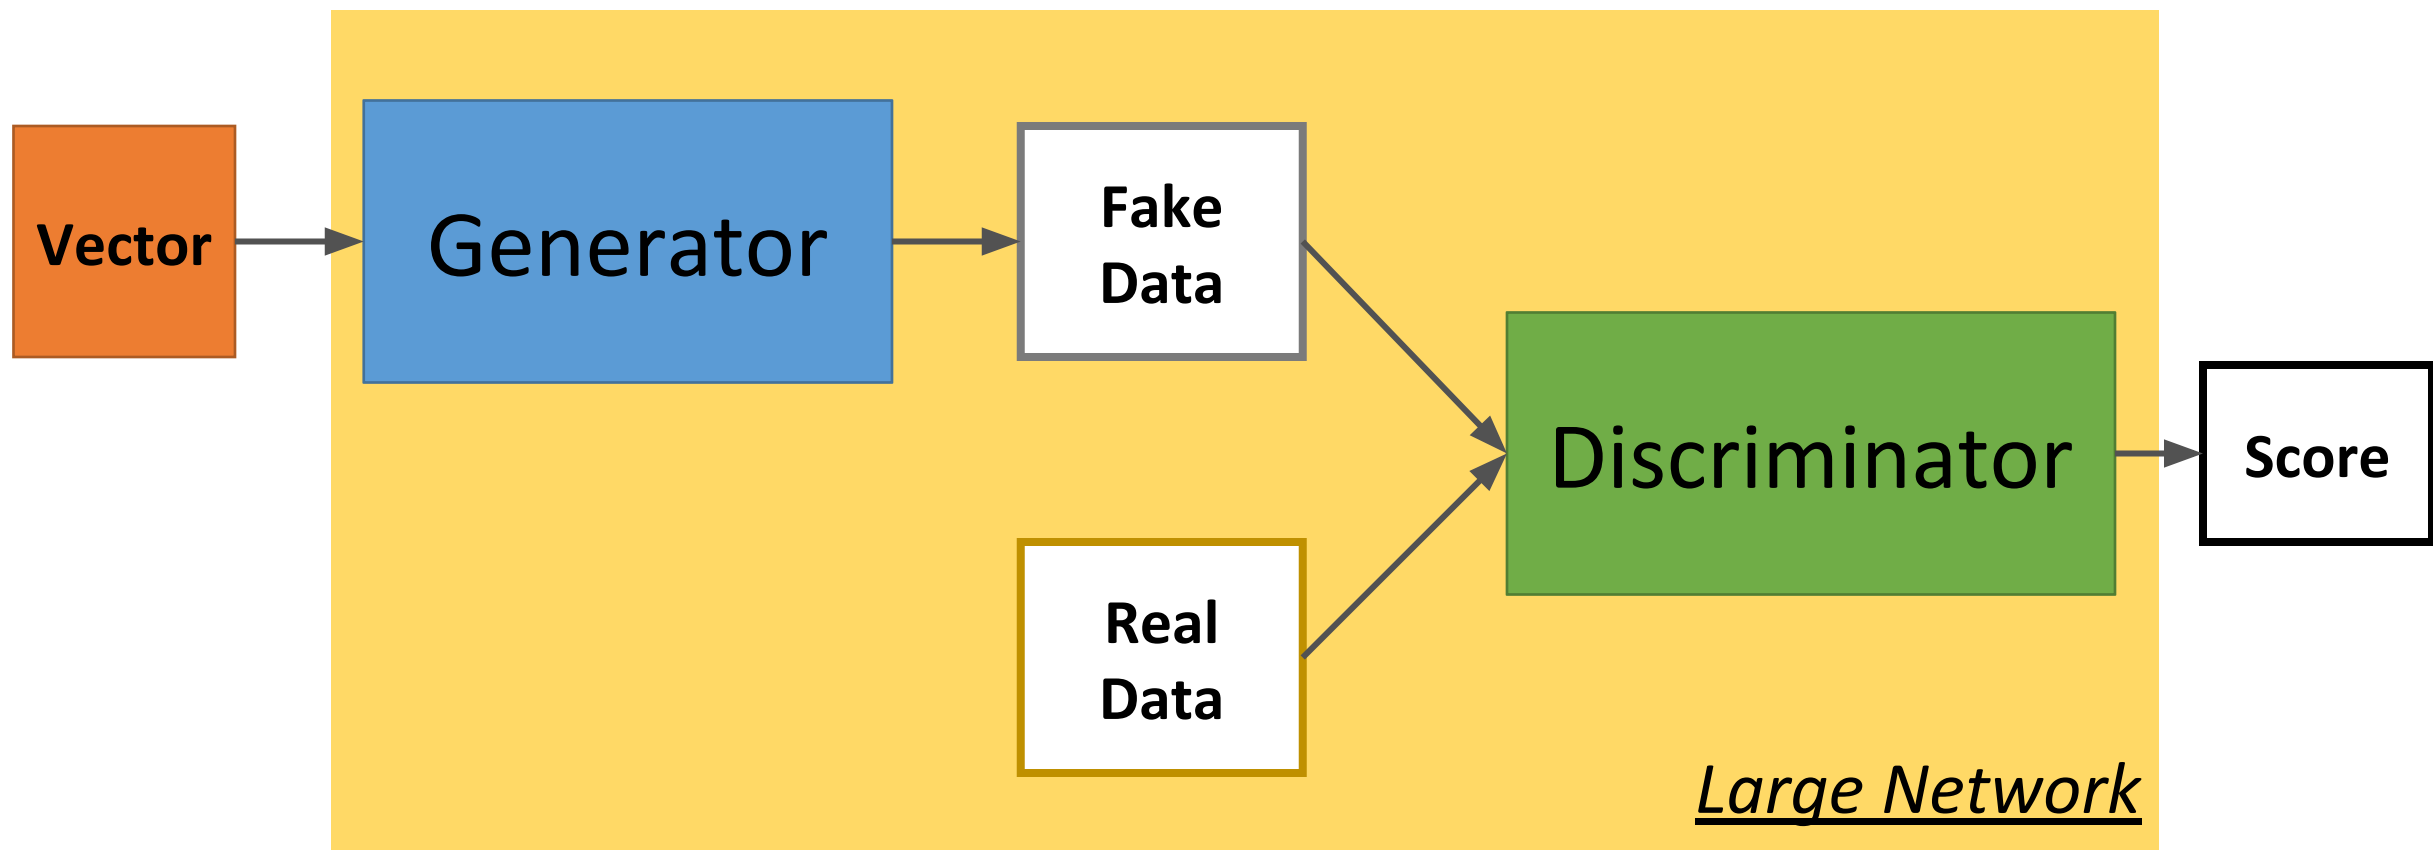 Vector
Generator
Fake
Data
Real
Data
Discriminator
Score
Large Network